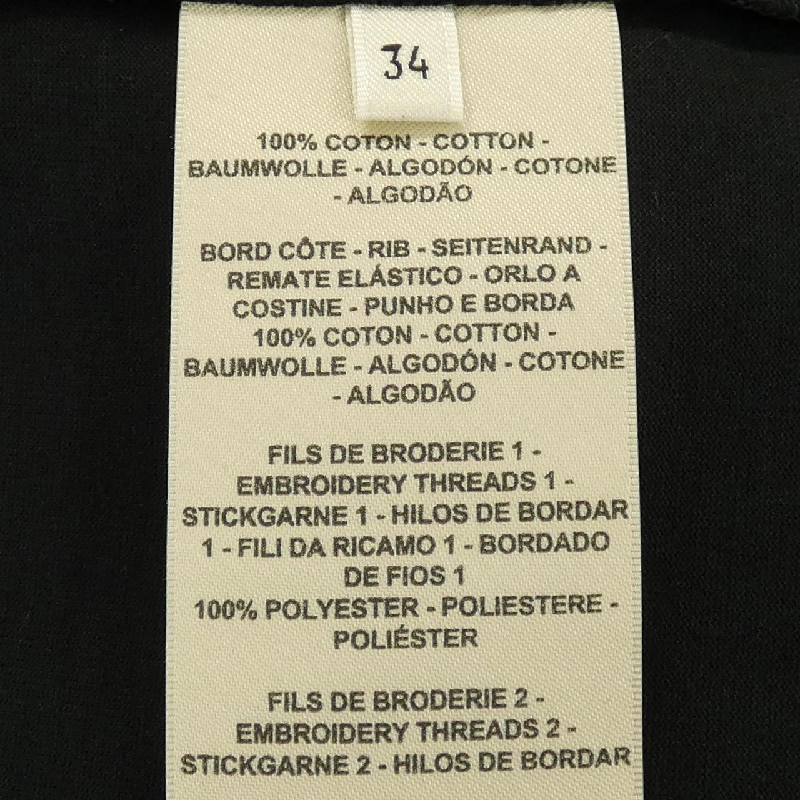 34
100% COTON - COTTON -
BAUMWOLLE - ALGODÓN - COTONE
- ALGODÃO
BORD CÔTE - RIB - SEITENRAND -
REMATE ELÁSTICO - ORLO A
COSTINE - PUNHO E BORDA
100% COTON - COTTON -
BAUMWOLLE - ALGODÓN - COTONE
- ALGODÃO
FILS DE BRODERIE 1 -
EMBROIDERY THREADS 1 -
STICKGARNE 1 - HILOS DE BORDAR
1 - FILI DA RICAMO 1 - BORDADO
DE FIOS 1
100% POLYESTER - POLIESTERE -
POLIÉSTER
FILS DE BRODERIE 2 -
EMBROIDERY THREADS 2 -
STICKGARNE 2 - HILOS DE BORDAR